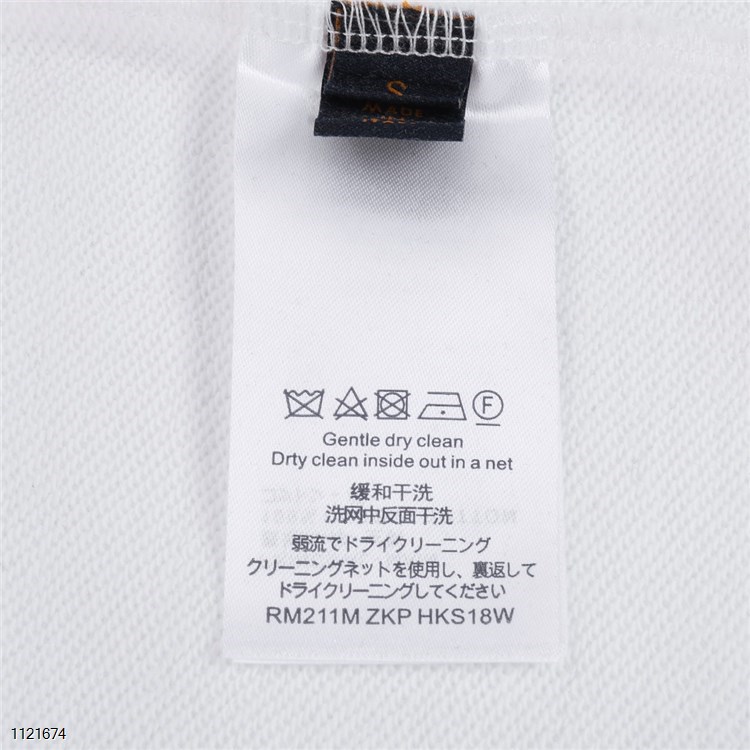 S
MADE
F
Gentle dry clean
Drty clean inside out in a net
缓和干洗
洗网中反面干洗
弱流でドライクリーニング
クリーニングネットを使用し、裏返して
ドライクリーニングしてください
RM211M ZKP HKS18W
1121674